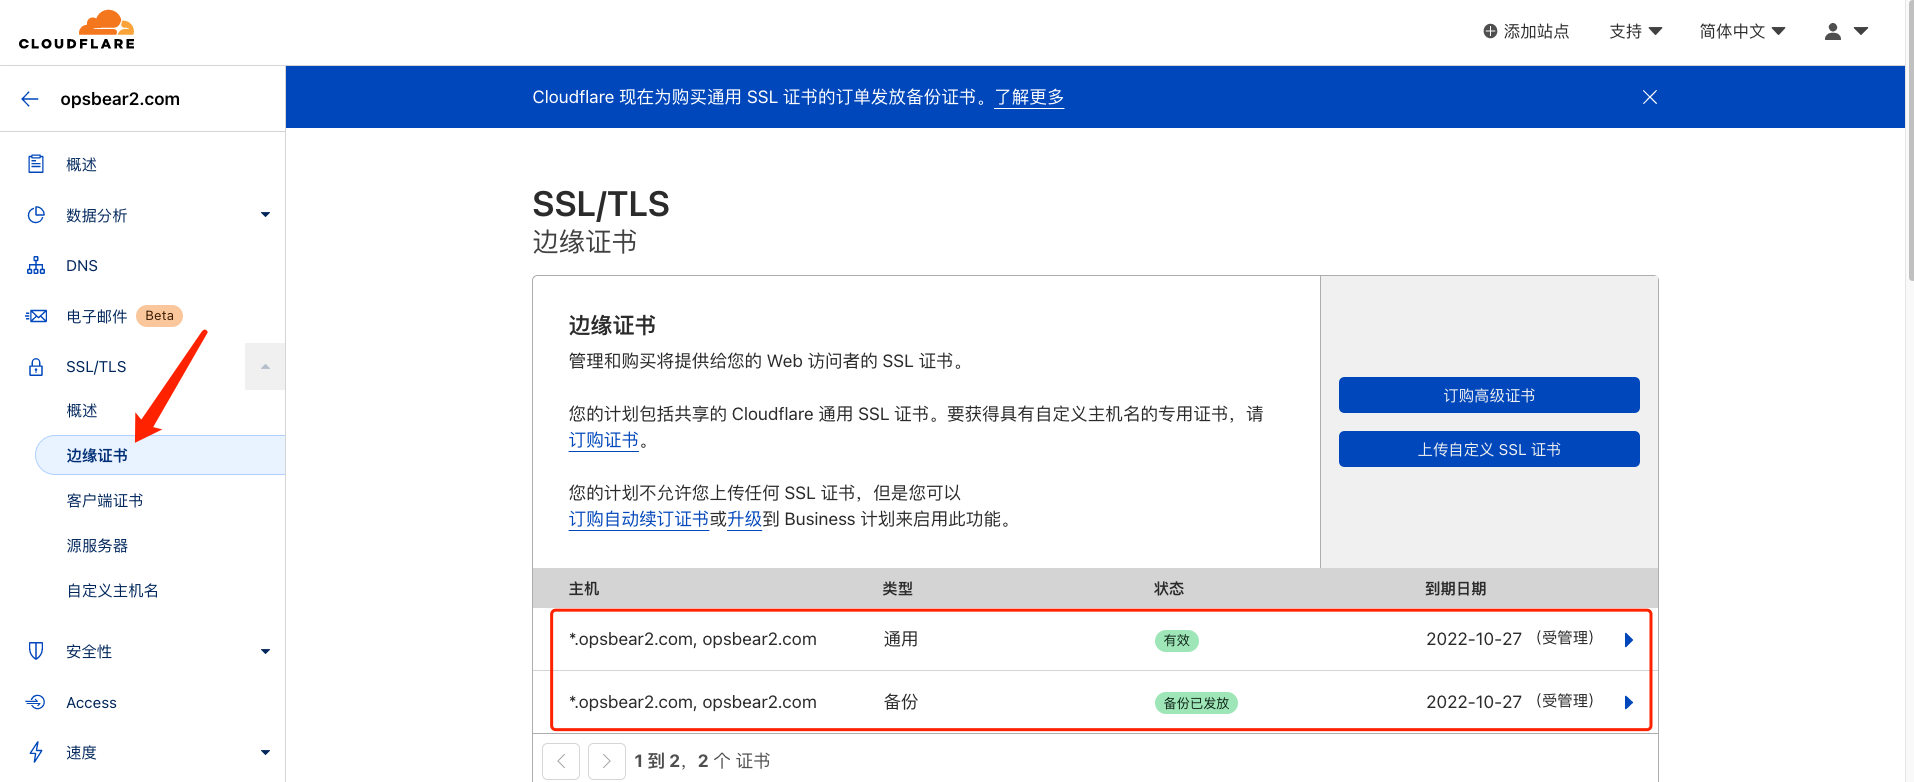 CLOUDFLARE
添加站点
支持
简体中文
opsbear2.com
Cloudflare 现在为购买通用 SSL 证书的订单发放备份证书。了解更多
概述
数据分析
DNS
电子邮件 Beta
SSL/TLS
概述
边缘证书
客户端证书
源服务器
自定义主机名
安全性
Access
速度
SSL/TLS
边缘证书
边缘证书
管理和购买将提供给您的 Web 访问者的 SSL 证书。
您的计划包括共享的 Cloudflare 通用 SSL 证书。要获得具有自定义主机名的专用证书，请
订购证书。
您的计划不允许您上传任何 SSL 证书，但是您可以
订购自动续订证书或升级到 Business 计划来启用此功能。
订购高级证书
上传自定义 SSL 证书
主机 类型 状态 到期日期
*.opsbear2.com, opsbear2.com 通用 有效 2022-10-27 （受管理）
*.opsbear2.com, opsbear2.com 备份 备份已发放 2022-10-27 （受管理）
1 到 2，2 个 证书